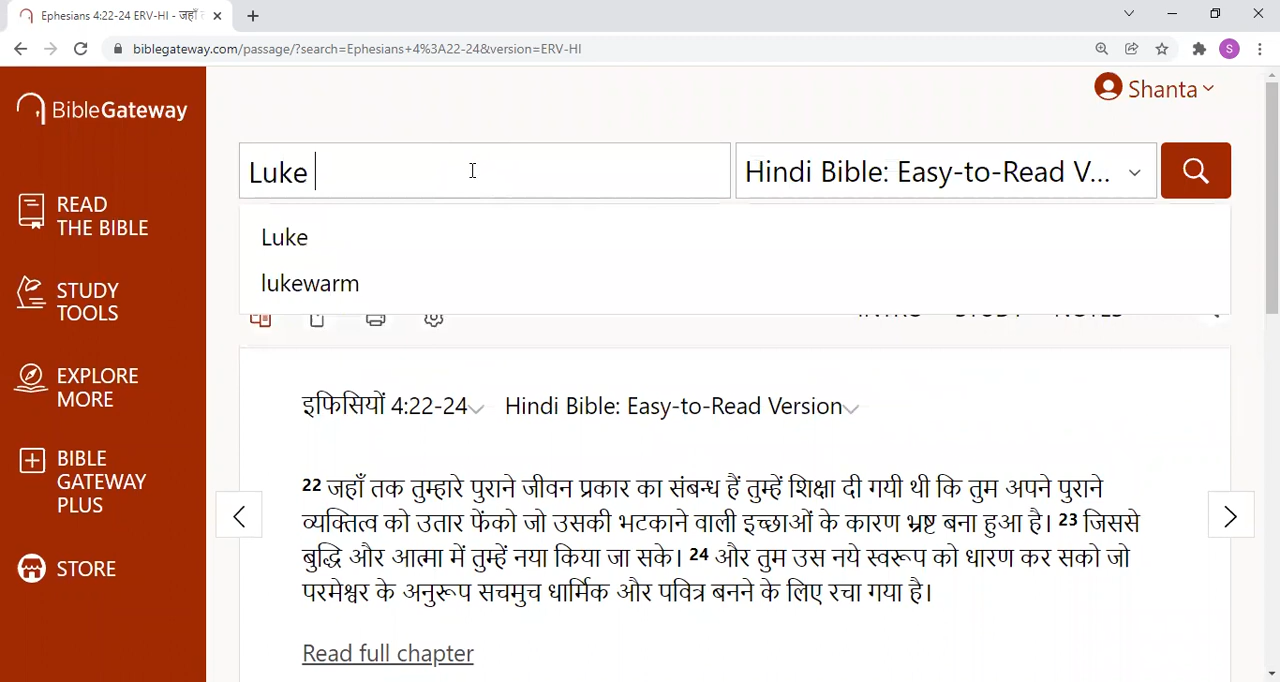 Ephesians 4:22-24 ERV-HI - जहाँ
biblegateway.com/passage/?search=Ephesians+4%3A22-24&version=ERV-HI
S
BibleGateway
Shanta
Luke
Hindi Bible: Easy-to-Read V...
READ
THE BIBLE
Luke
lukewarm
STUDY
TOOLS
INTRO STUDY NOTES
EXPLORE
MORE
इफिसियों 4:22-24 Hindi Bible: Easy-to-Read Version
BIBLE
GATEWAY
PLUS
22 जहाँ तक तुम्हारे पुराने जीवन प्रकार का संबन्ध हैं तुम्हें शिक्षा दी गयी थी कि तुम अपने पुराने
व्यक्तित्व को उतार फेंको जो उसकी भटकाने वाली इच्छाओं के कारण भ्रष्ट बना हुआ है। 23 जिससे
बुद्धि और आत्मा में तुम्हें नया किया जा सके। 24 और तुम उस नये स्वरूप को धारण कर सको जो
परमेश्वर के अनुरूप सचमुच धार्मिक और पवित्र बनने के लिए रचा गया है।
STORE
Read full chapter